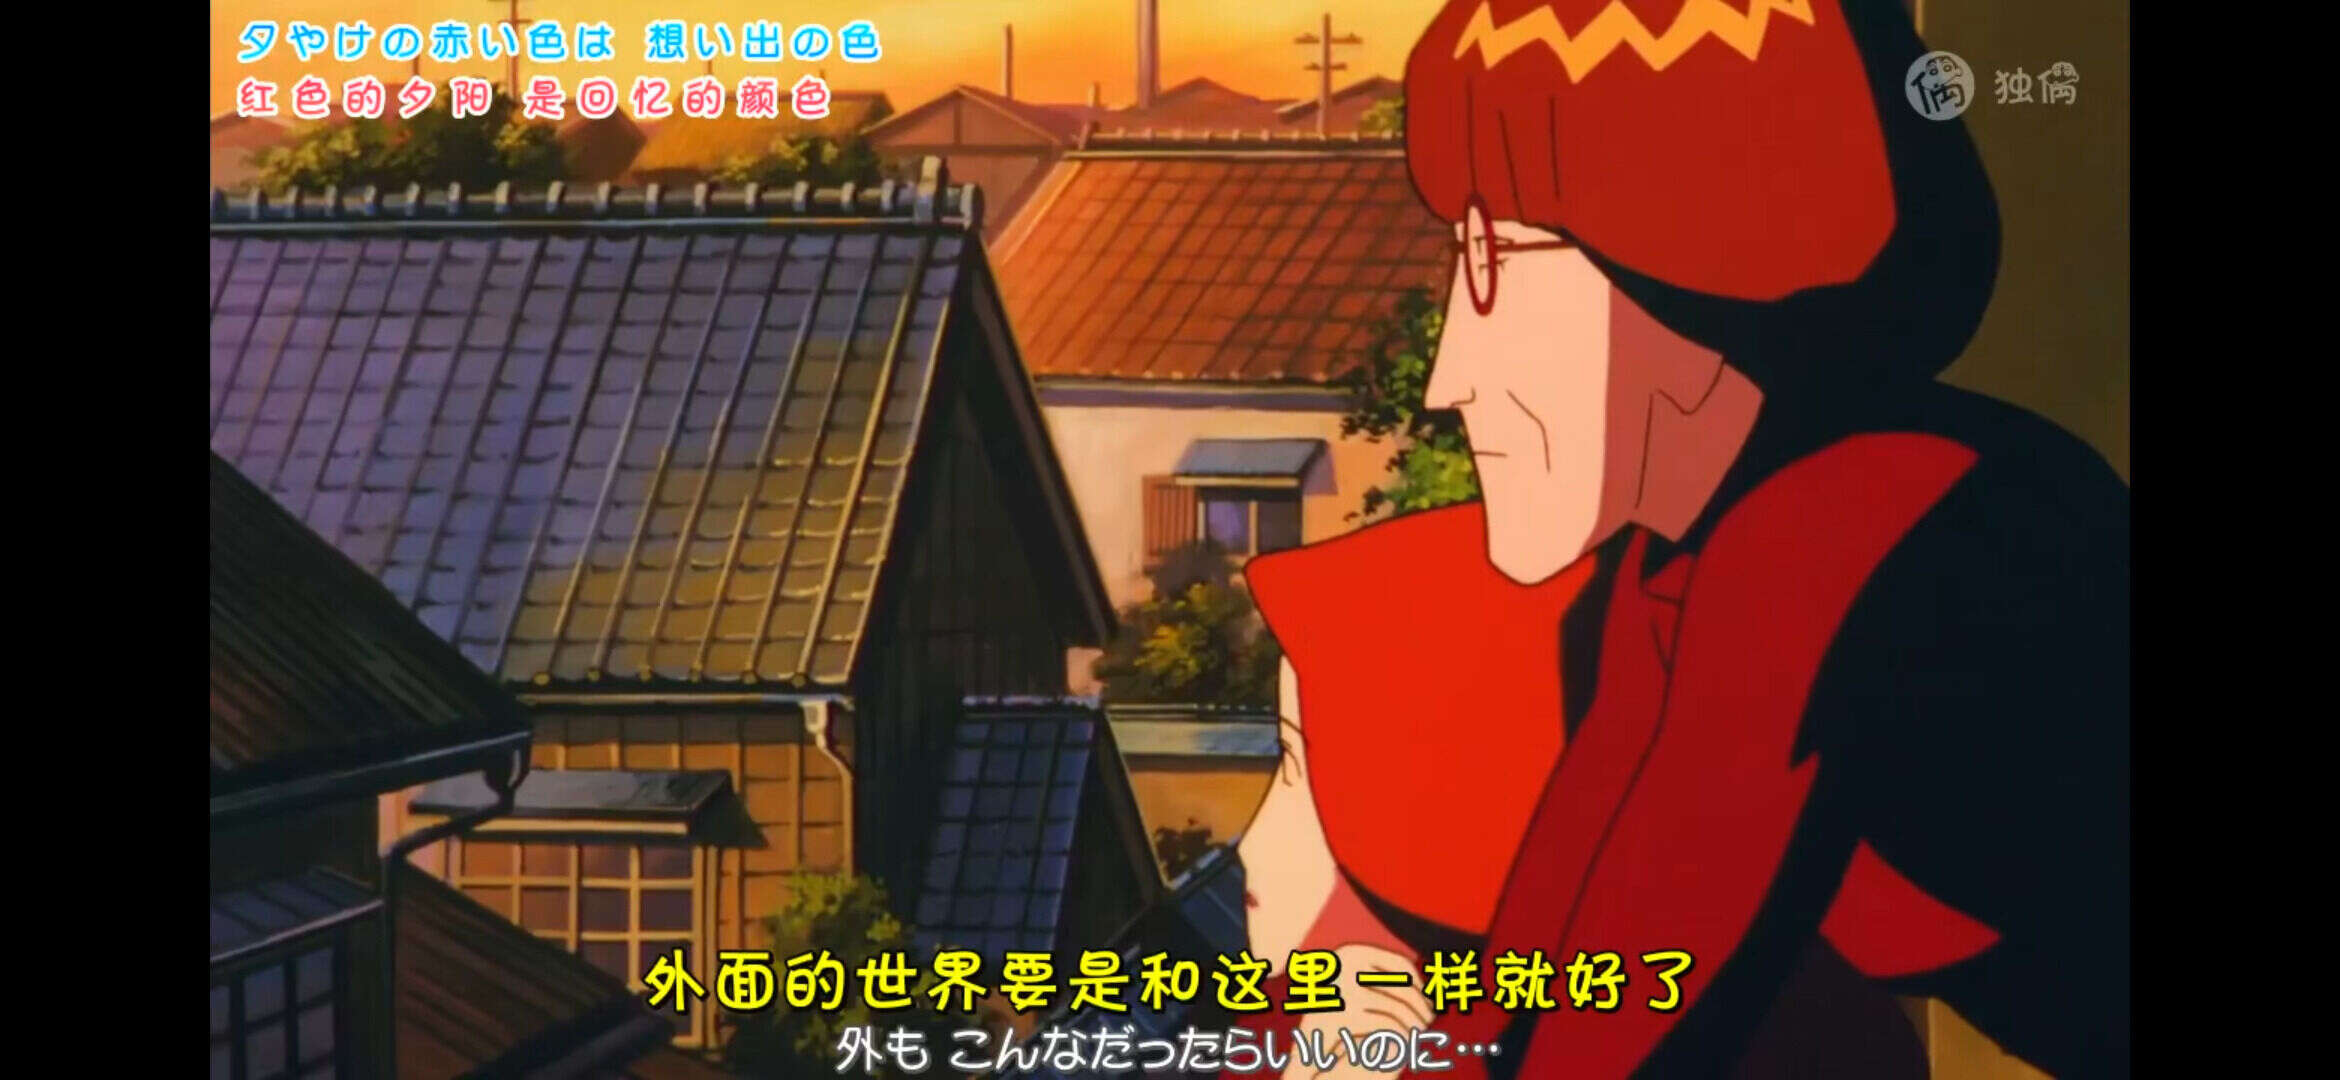 夕やけの赤い色は 想い出の色
红色的夕阳 是回忆的颜色
偶 独偶
外面的世界要是和这里一样就好了
外も こんなだったらいいのに…